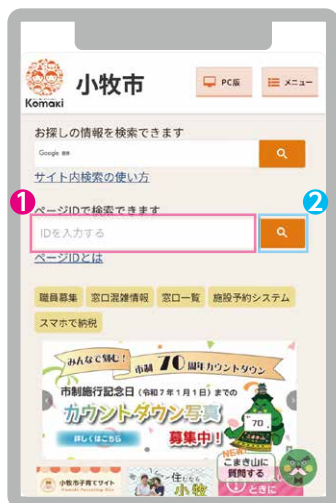 Komaki
小牧市
PC版
メニュー
お探しの情報を検索できます
Google 検索
サイト内検索の使い方
1
2
ページIDで検索できます
IDを入力する
ページIDとは
職員募集 窓口混雑情報 窓口一覧 施設予約システム
スマホで納税
みんなで刻む!
市制70周年カウントダウン
市制施行記念日(令和7年1月1日)までの
カウントダウン写真
詳しくはこちら
募集中!
70
NEW
こまき山に
質問する
小牧市子育てサイト
住むなら
小牧
ときに